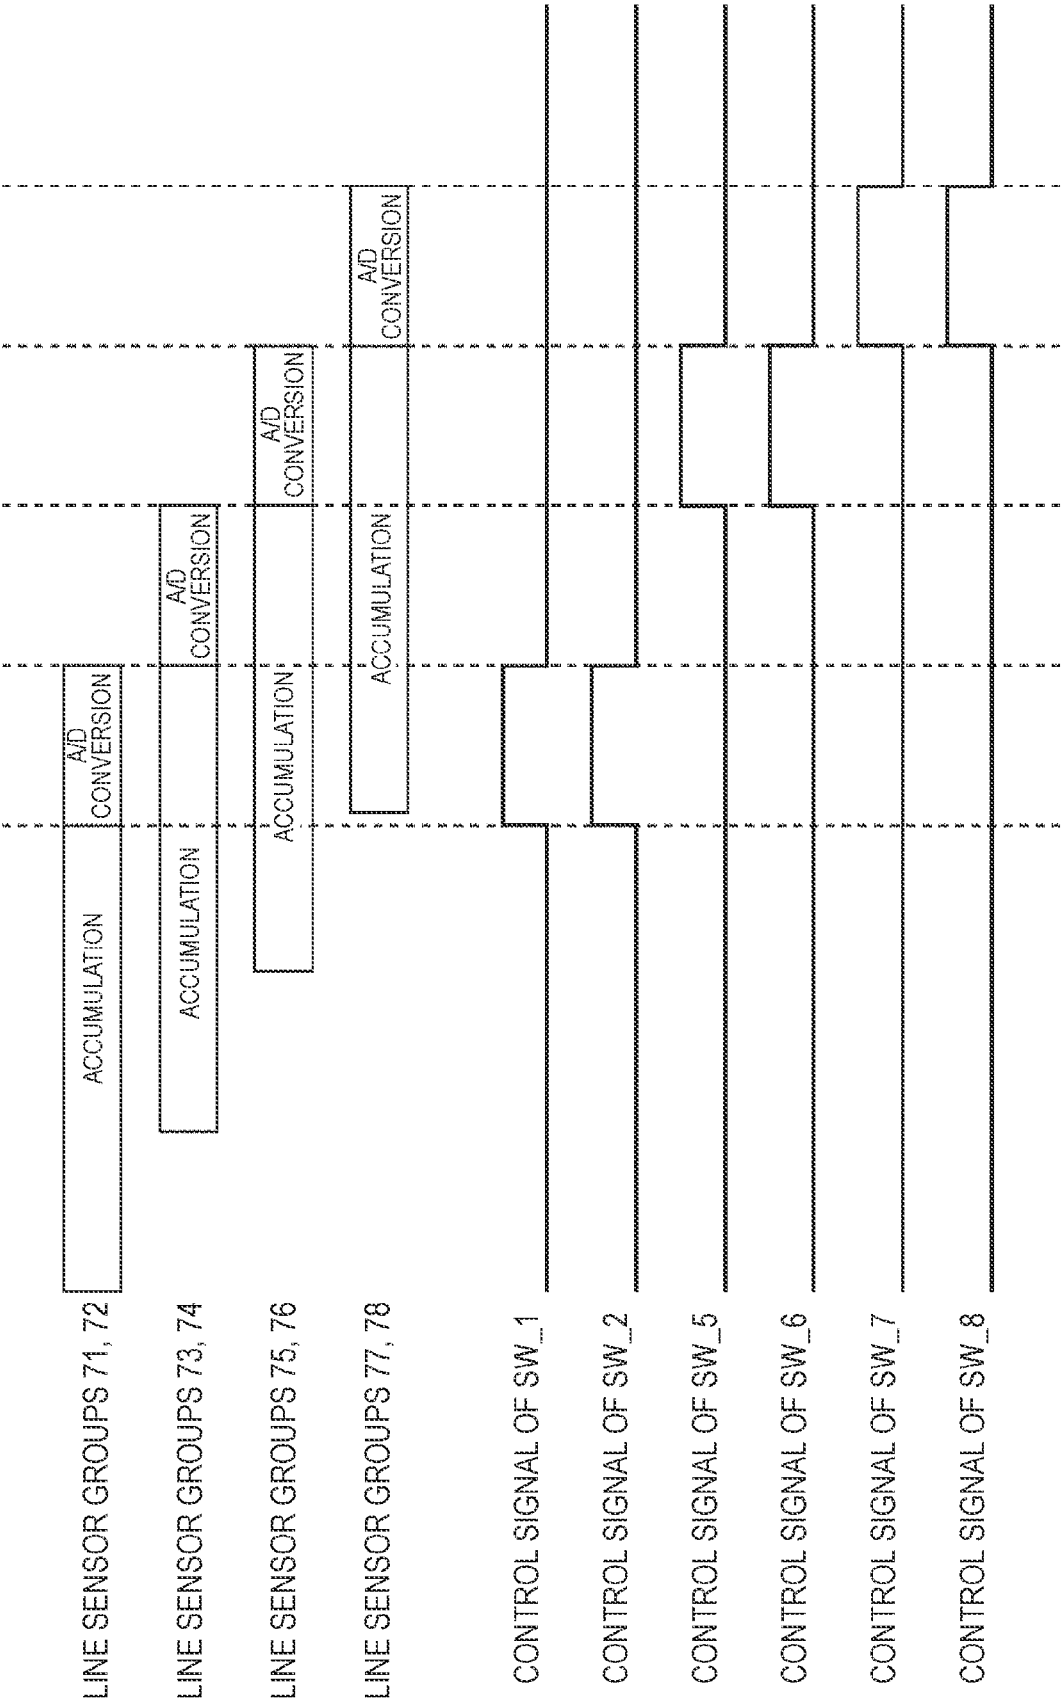 LINE SENSOR GROUPS 71, 72
ACCUMULATION
A/D
CONVERSION
LINE SENSOR GROUPS 73, 74
ACCUMULATION
A/D
CONVERSION
LINE SENSOR GROUPS 75, 76
ACCUMULATION
A/D
CONVERSION
LINE SENSOR GROUPS 77, 78
ACCUMULATION
A/D
CONVERSION
CONTROL SIGNAL OF SW_1
CONTROL SIGNAL OF SW_2
CONTROL SIGNAL OF SW_5
CONTROL SIGNAL OF SW_6
CONTROL SIGNAL OF SW_7
CONTROL SIGNAL OF SW_8